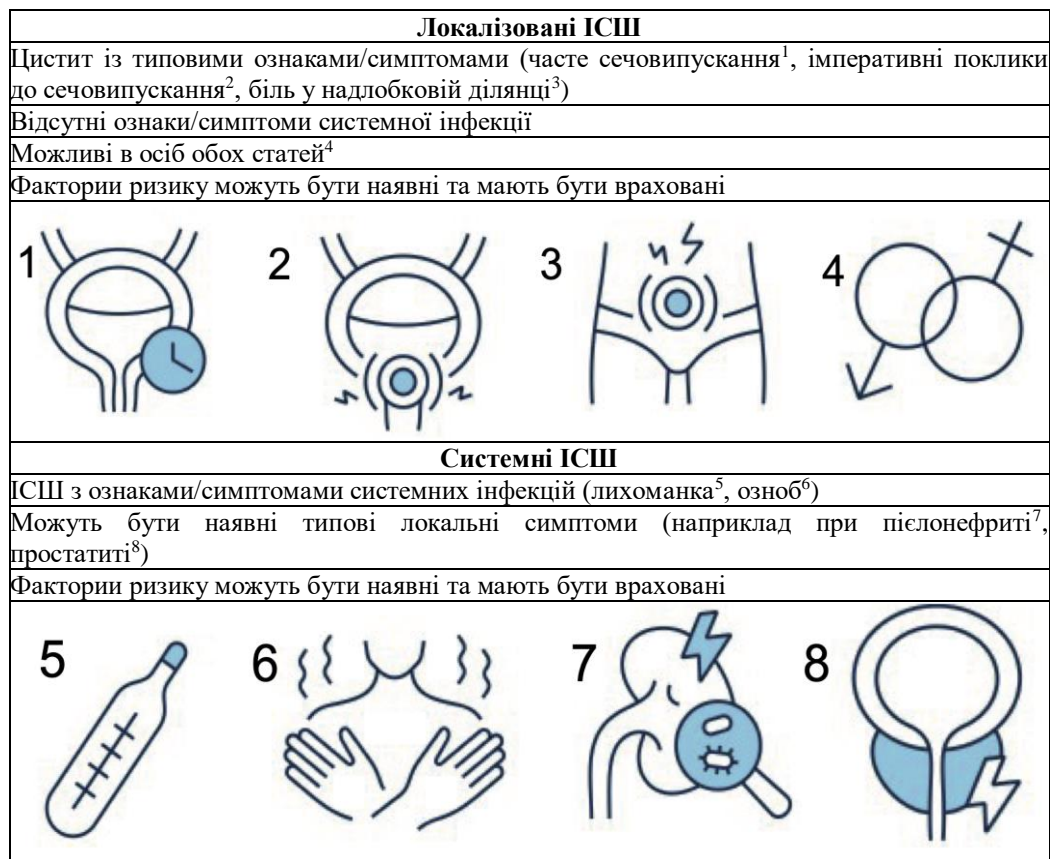 Локалізовані ІСШ
Цистит із типовими ознаками/симптомами (часте сечовипускання¹, імперативні поклики
до сечовипускання², біль у надлобковій ділянці³)
Відсутні ознаки/симптоми системної інфекції
Можливі в осіб обох статей⁴
Фактории ризику можуть бути наявні та мають бути враховані
1 2 3 4
Системні ІСШ
ІСШ з ознаками/симптомами системних інфекцій (лихоманка⁵, озноб⁶)
Можуть бути наявні типові локальні симптоми (наприклад при пієлонефриті⁷,
простатиті⁸)
Фактории ризику можуть бути наявні та мають бути враховані
5 6 7 8